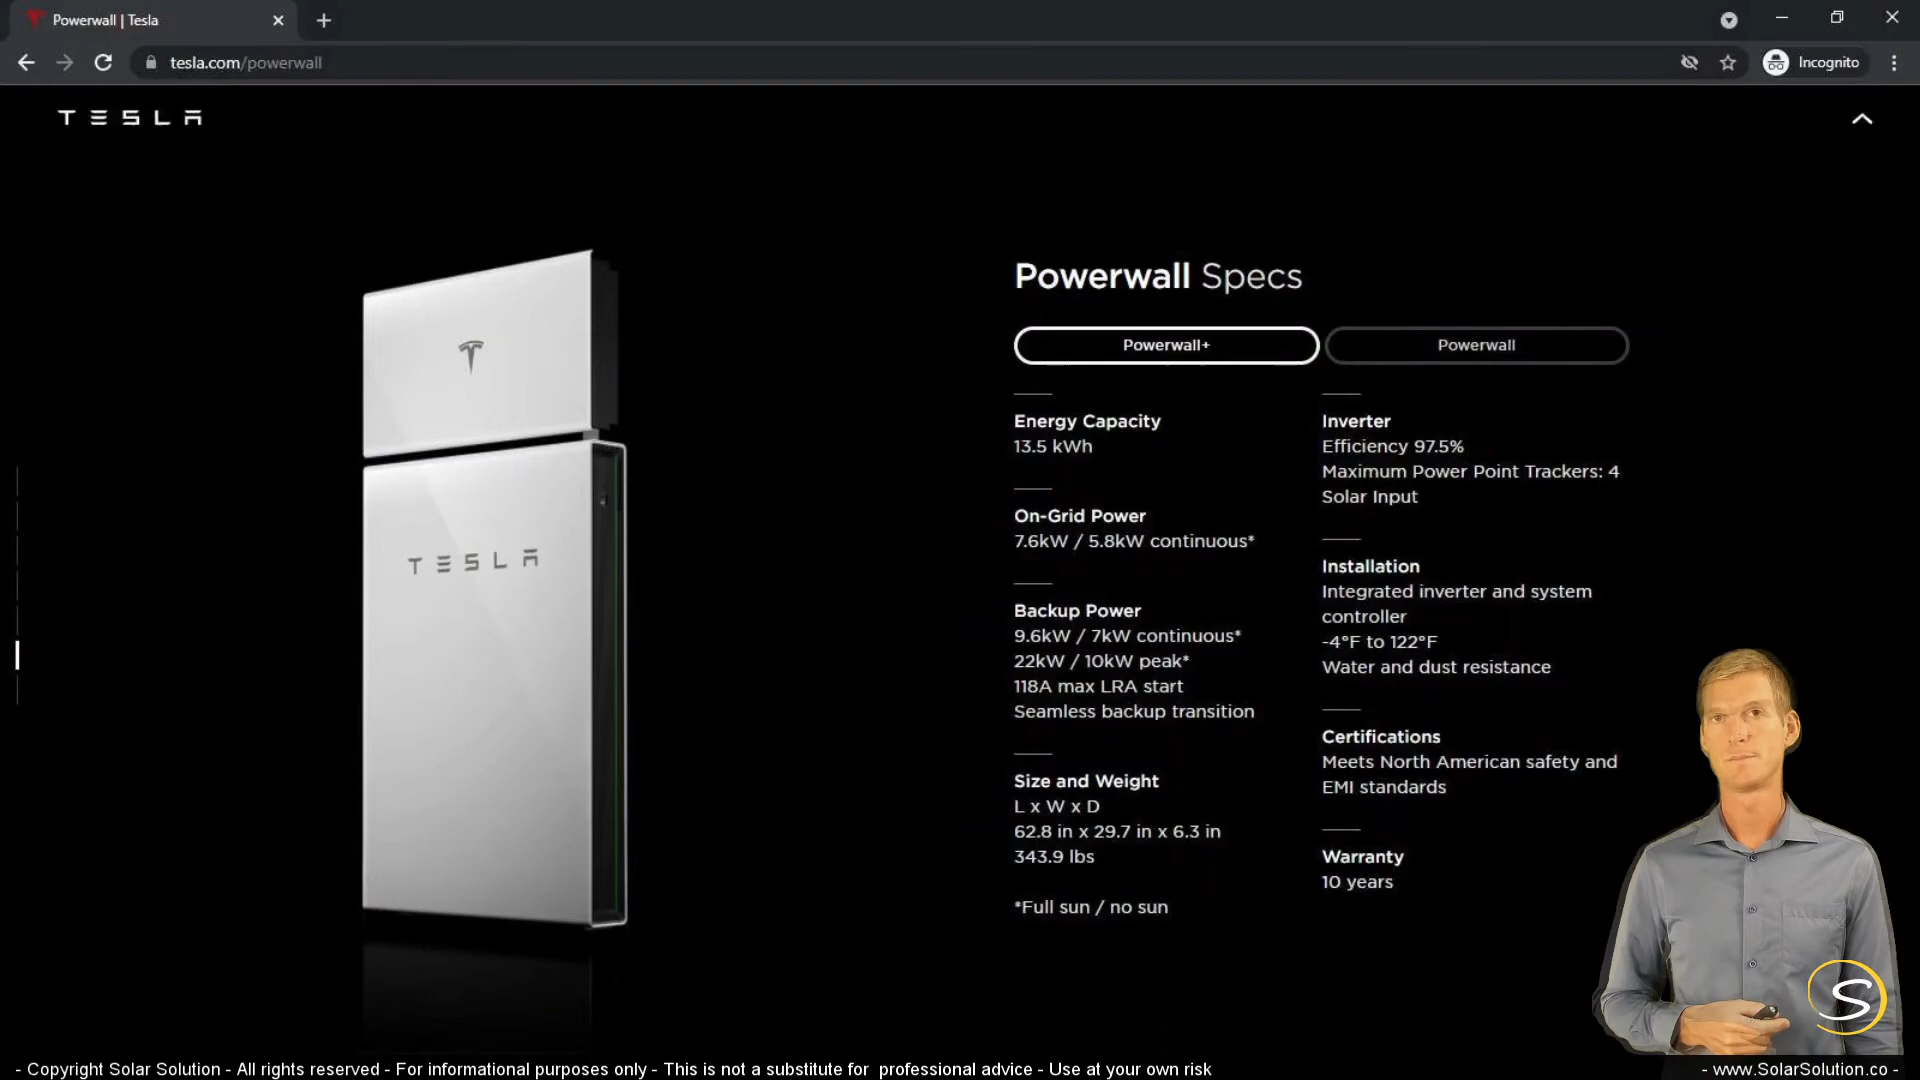 Powerwall | Tesla
tesla.com/powerwall
Incognito
TESLA
T
TESLA
Powerwall Specs
Powerwall+
Powerwall
Energy Capacity
13.5 kWh
On-Grid Power
7.6kW / 5.8kW continuous*
Backup Power
9.6kW / 7kW continuous*
22kW / 10kW peak*
118A max LRA start
Seamless backup transition
Size and Weight
L x W x D
62.8 in x 29.7 in x 6.3 in
343.9 lbs
*Full sun / no sun
Inverter
Efficiency 97.5%
Maximum Power Point Trackers: 4
Solar Input
Installation
Integrated inverter and system
controller
-4°F to 122°F
Water and dust resistance
Certifications
Meets North American safety and
EMI standards
Warranty
10 years
S
- Copyright Solar Solution - All rights reserved - For informational purposes only - This is not a substitute for professional advice - Use at your own risk
- www.SolarSolution.co -